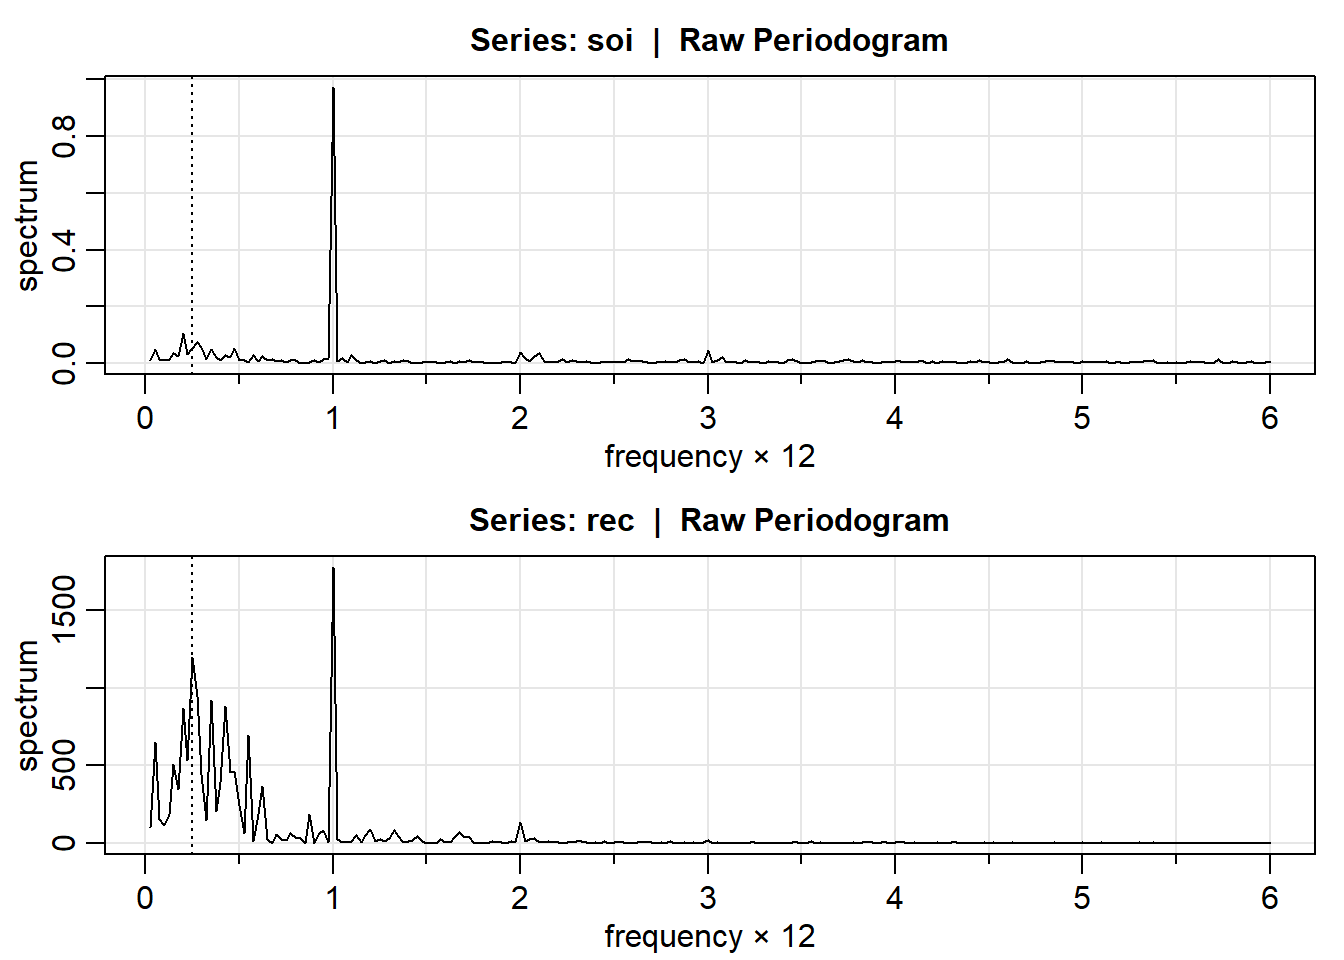 Series: soi | Raw Periodogram
spectrum
0.8
0.4
0.0
0 1 2 3 4 5 6
frequency × 12
Series: rec | Raw Periodogram
spectrum
1500
500
0
0 1 2 3 4 5 6
frequency × 12